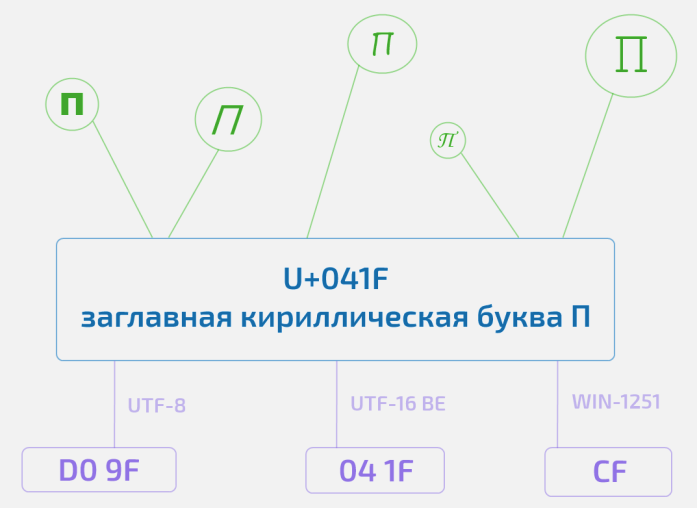 П
П
П
П
П
U+041F
заглавная кириллическая буква П
UTF-8
UTF-16 BE
WIN-1251
D0 9F
04 1F
CF